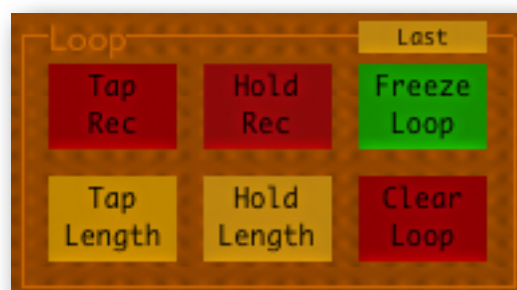 Loop
Last
Tap
Rec
Hold
Rec
Freeze
Loop
Tap
Length
Hold
Length
Clear
Loop